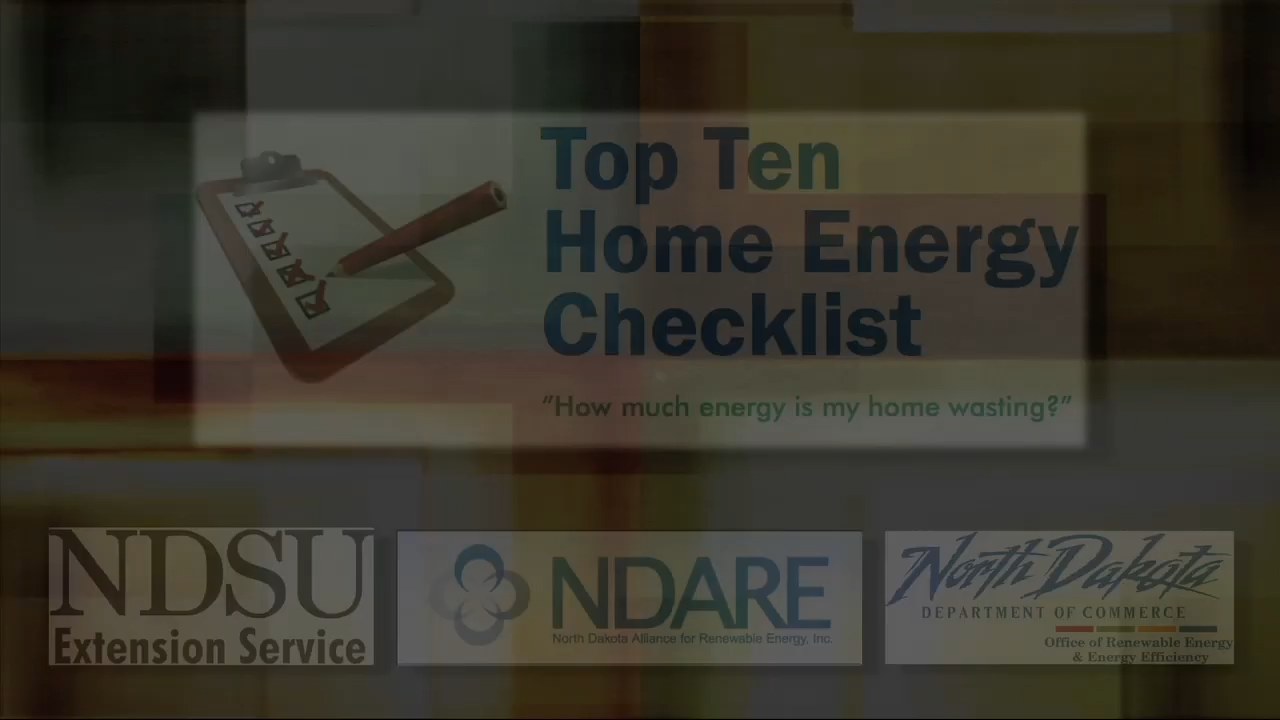 Top Ten
Home Energy
Checklist
"How much energy is my home wasting?"
NDSU
Extension Service
NDARE
North Dakota Alliance for Renewable Energy, Inc.
North Dakota
DEPARTMENT OF COMMERCE
Office of Renewable Energy
& Energy Efficiency